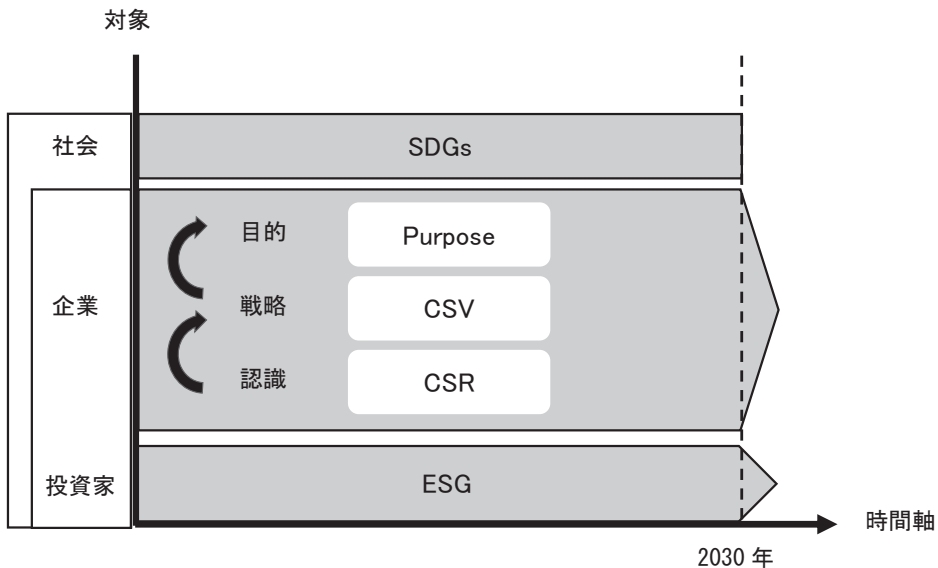 対象
社会
SDGs
目的
Purpose
企業
戦略
CSV
認識
CSR
投資家
ESG
時間軸
2030 年